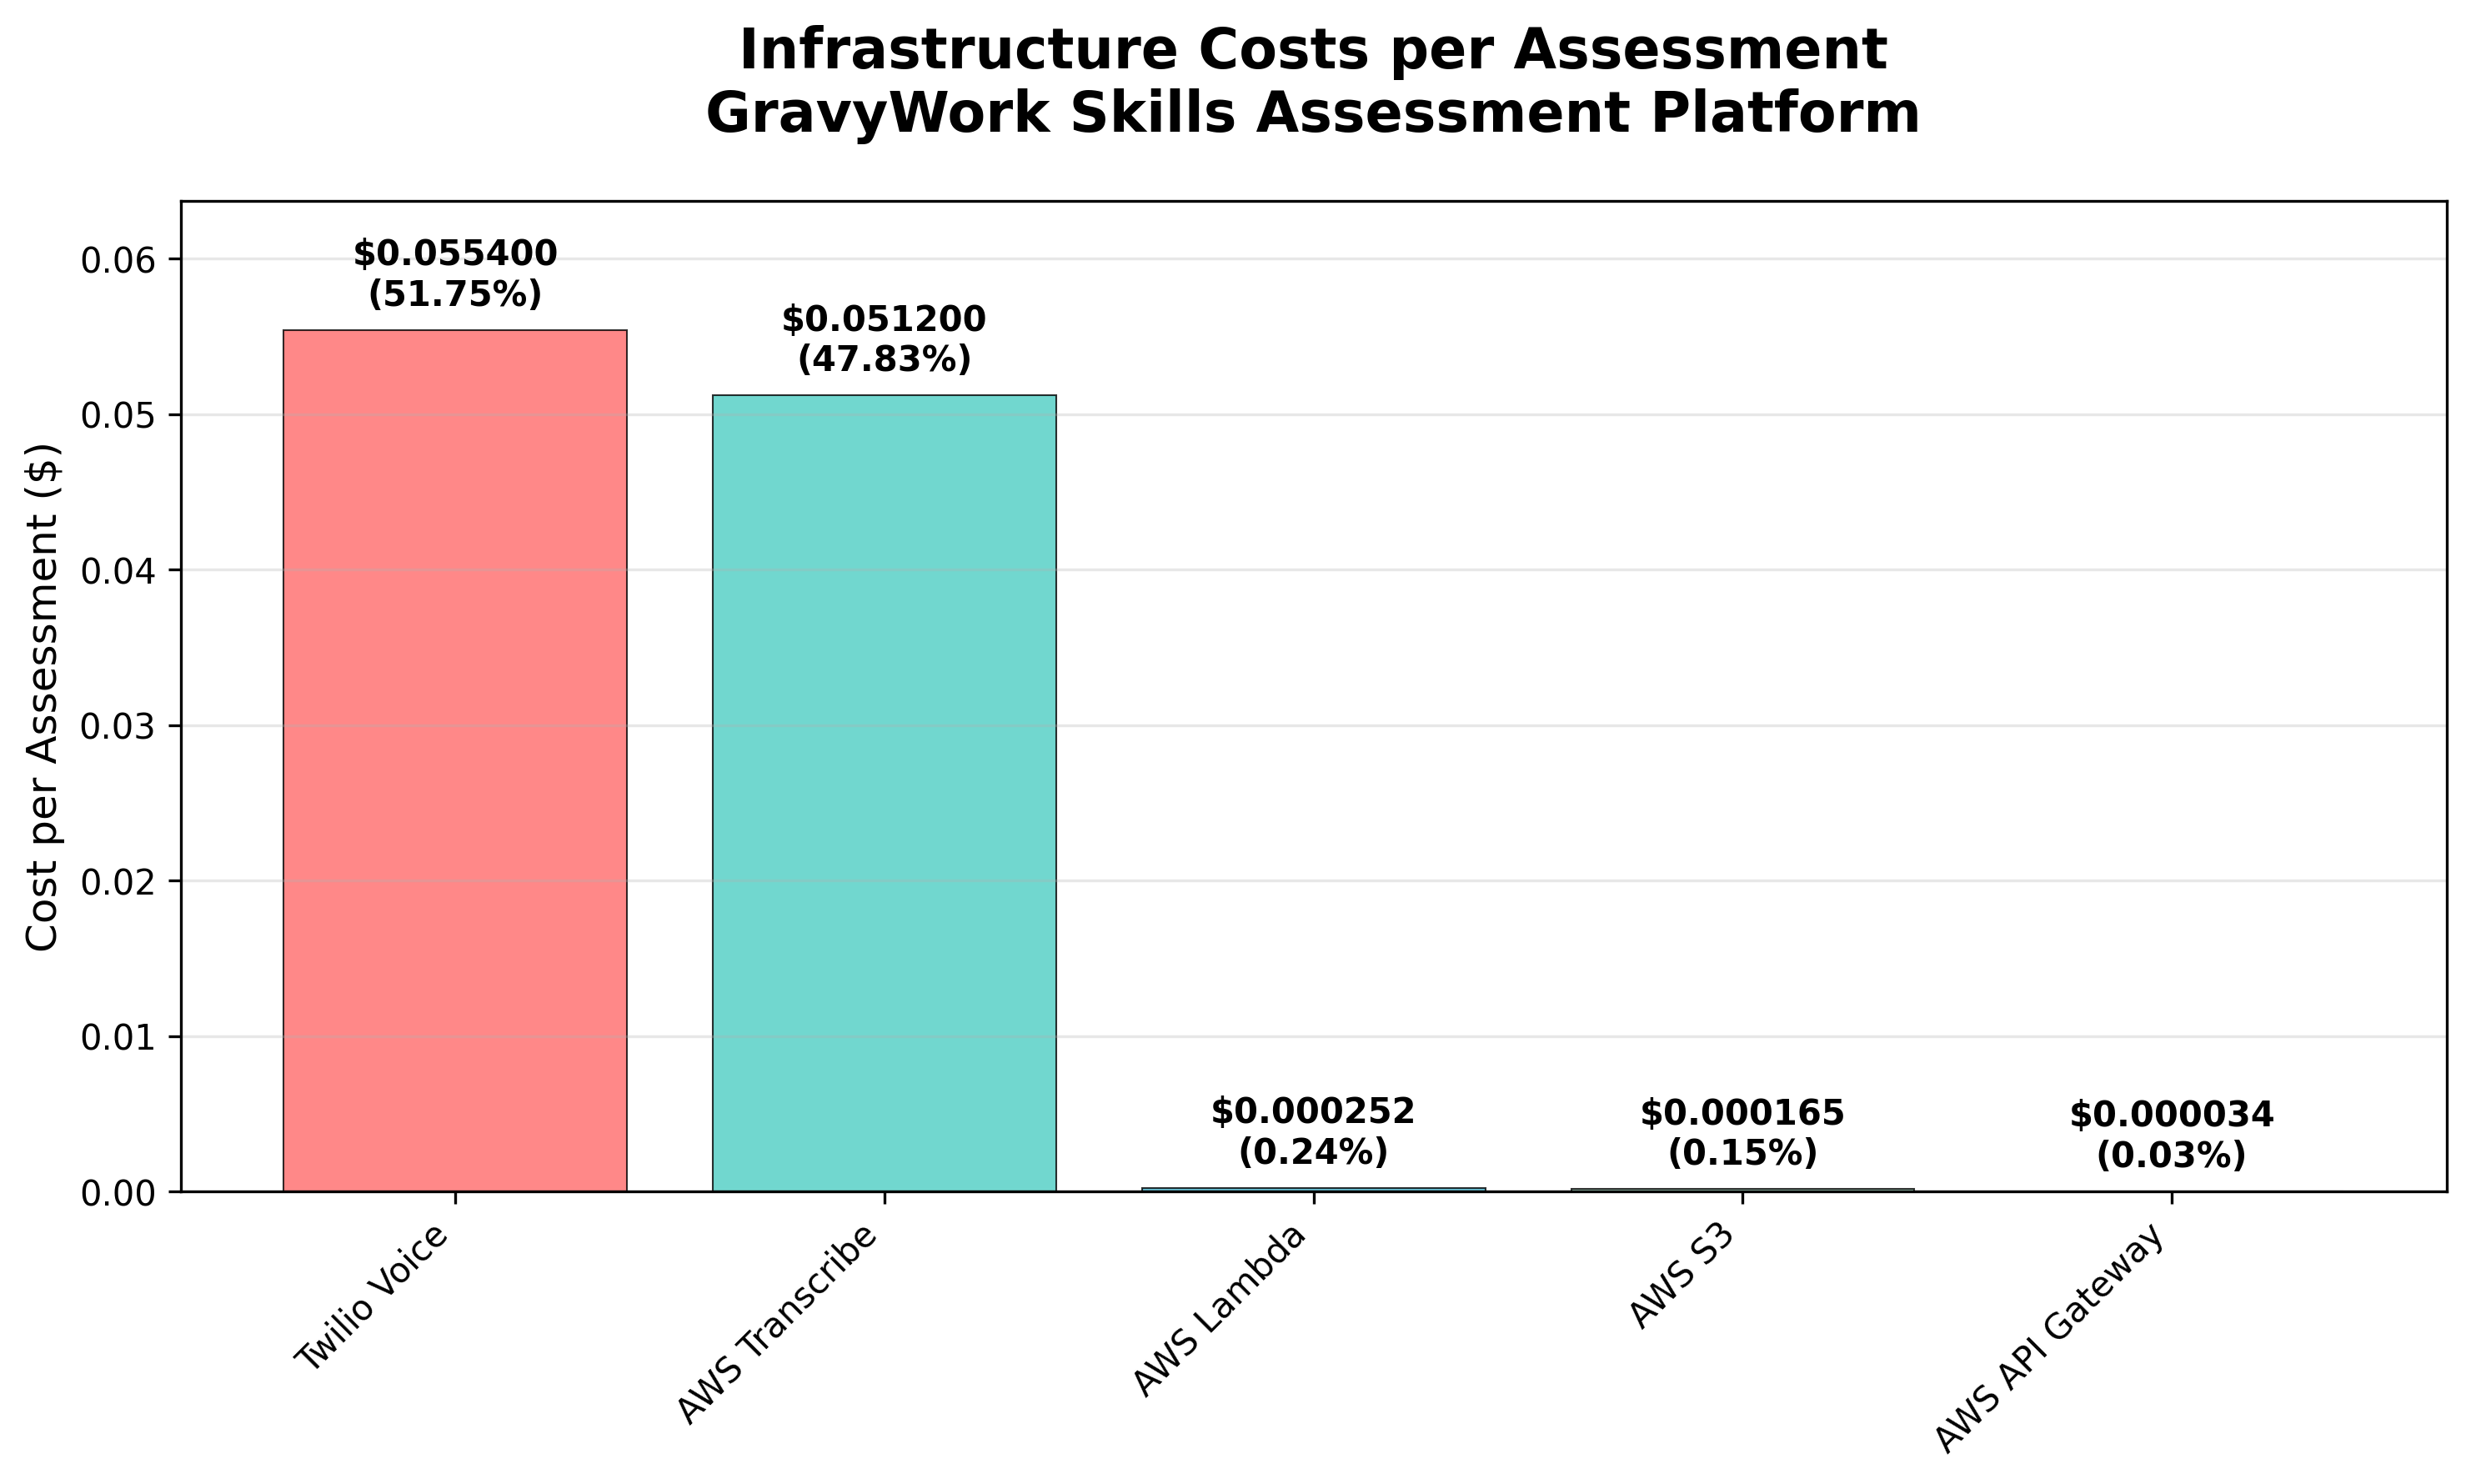 Infrastructure Costs per Assessment
GravyWork Skills Assessment Platform
Cost per Assessment ($)
0.06
0.05
0.04
0.03
0.02
0.01
0.00
$0.055400
(51.75%)
$0.051200
(47.83%)
$0.000252
(0.24%)
$0.000165
(0.15%)
$0.000034
(0.03%)
Twilio Voice
AWS Transcribe
AWS Lambda
AWS S3
AWS API Gateway